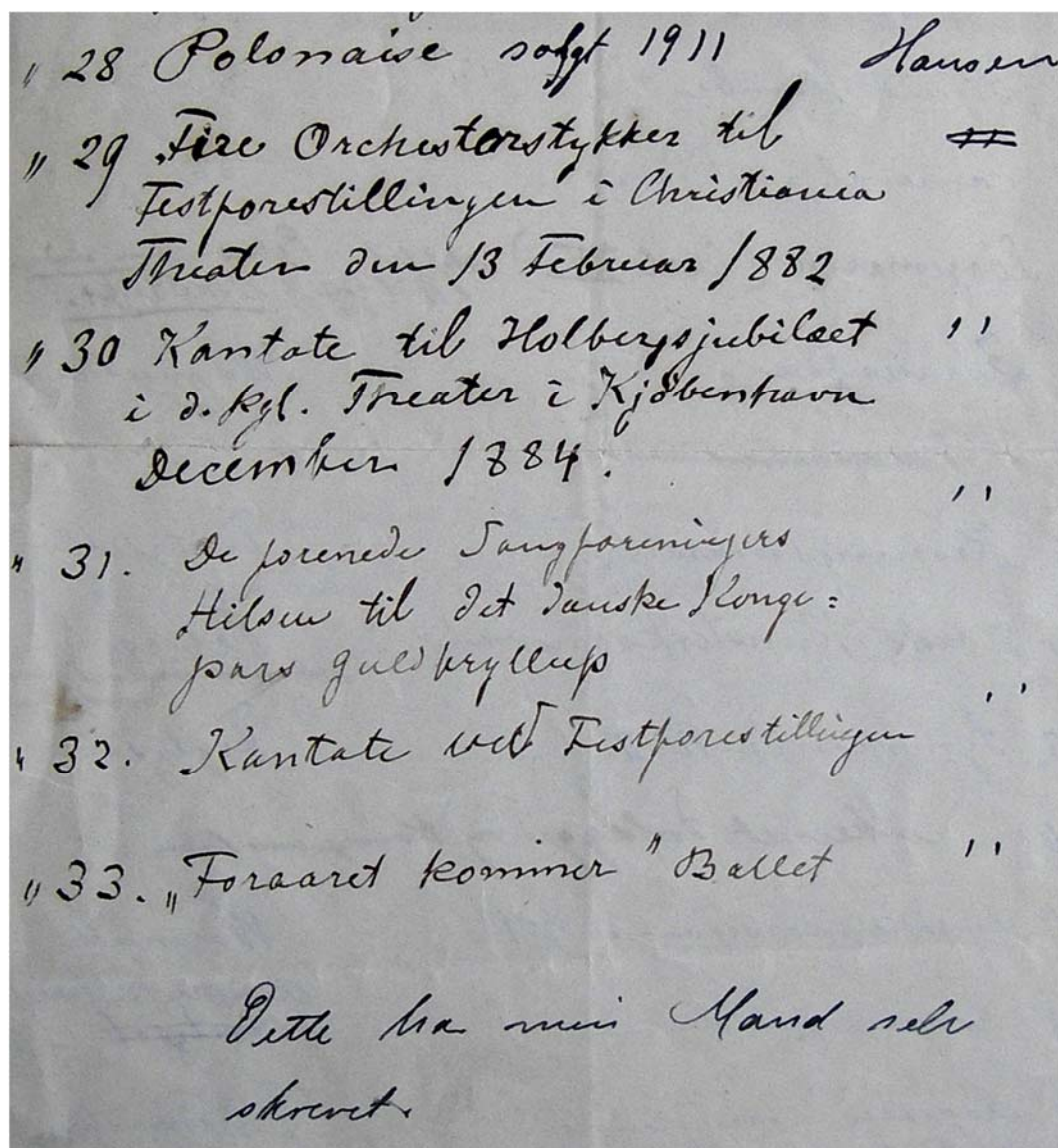 " 28 Polonaise solgt 1911 Hansen
" 29 Fire Orchesterstykker til
Festforestillingen i Christiania
Theater den 13 Februar 1882
" 30 Kantate til Holbergsjubilæet "
i d. kgl. Theater i Kjøbenhavn
December 1884.
"
" 31. De forenede Sangforeningers
Hilsen til det danske Konge=
pars Guldbryllup
"
" 32. Kantate ved Festforestillingen
" 33. „Foraaret kommer" Ballet "
Dette ha min Mand selv
skrevet.